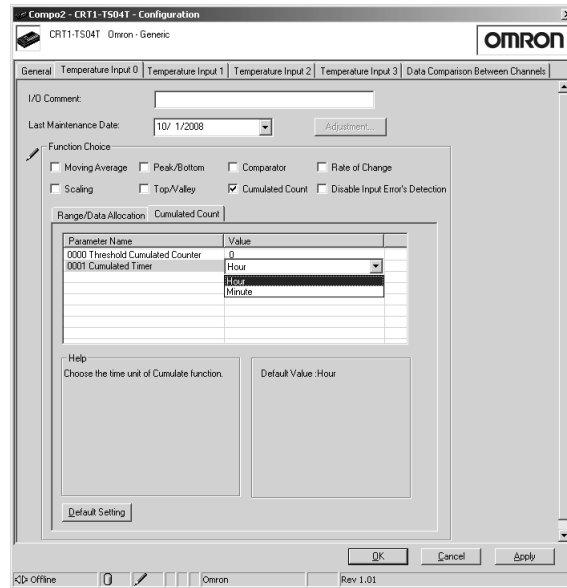 Compo2 - CRT1-TS04T - Configuration
CRT1-TS04T Omron - Generic
OMRON
General Temperature Input 0 Temperature Input 1 Temperature Input 2 Temperature Input 3 Data Comparison Between Channels
I/O Comment:
Last Maintenance Date: 10/ 1/2008 Adjustment...
Function Choice
Moving Average Peak/Bottom Comparator Rate of Change
Scaling Top/Valley Cumulated Count Disable Input Error's Detection
Range/Data Allocation Cumulated Count
Parameter Name Value
0000 Threshold Cumulated Counter 0
0001 Cumulated Timer Hour
Hour
Minute
Help
Choose the time unit of Cumulate function. Default Value :Hour
Default Setting
OK Cancel Apply
Offline Omron Rev 1.01